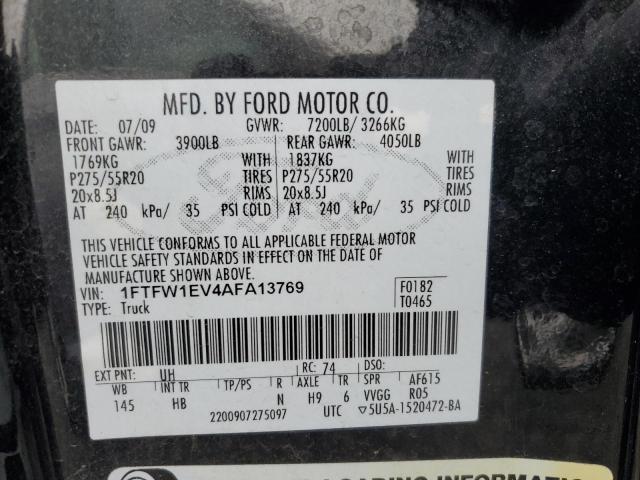 MFD. BY FORD MOTOR CO.
DATE: 07/09 GVWR: 7200LB/ 3266KG
FRONT GAWR: 3900LB REAR GAWR: 4050LB
1769KG WITH 1837KG WITH
P275/55R20 TIRES P275/55R20 TIRES
20x8.5J RIMS 20x8.5J RIMS
AT 240 kPa/ 35 PSI COLD AT 240 kPa/ 35 PSI COLD
Ford
THIS VEHICLE CONFORMS TO ALL APPLICABLE FEDERAL MOTOR
VEHICLE SAFETY STANDARDS IN EFFECT ON THE DATE OF
MANUFACTURE SHOWN ABOVE.
VIN: 1FTFW1EV4AFA13769 F0182
TYPE: Truck T0465
EXT PNT: UH RC: 74 DSO:
WB INT TR TP/PS R AXLE TR SPR AF615
145 HB N H9 6 VVGG R05
2200907275097 UTC ▽5U5A-1520472-BA
LOADING INFORMATIO